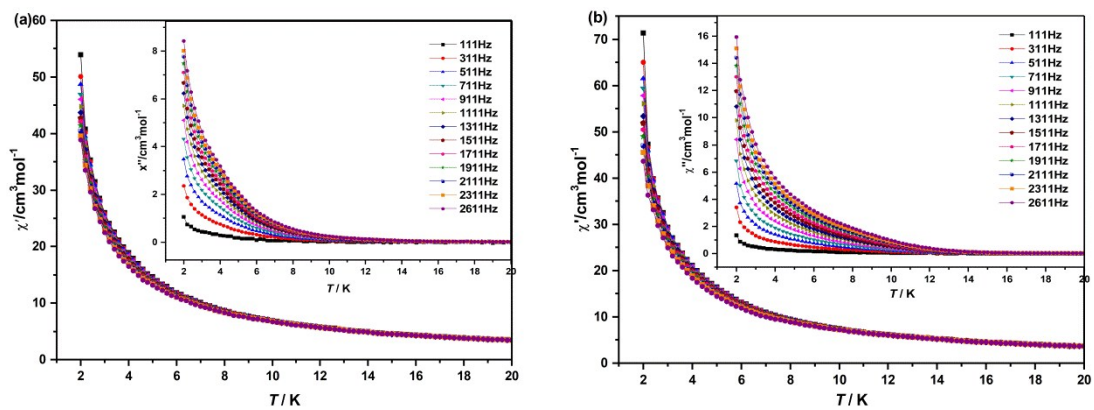 (a)
χ'/cm³mol⁻¹
60
50
40
30
20
10
0
2 4 6 8 10 12 14 16 18 20
T / K
x''/cm³mol⁻¹
8
6
4
2
0
2 4 6 8 10 12 14 16 18 20
T / K
111Hz
311Hz
511Hz
711Hz
911Hz
1111Hz
1311Hz
1511Hz
1711Hz
1911Hz
2111Hz
2311Hz
2611Hz
(b)
χ'/cm³mol⁻¹
70
60
50
40
30
20
10
0
2 4 6 8 10 12 14 16 18 20
T / K
χ''/cm³mol⁻¹
16
14
12
10
8
6
4
2
0
0 2 4 6 8 10 12 14 16 18 20
T / K
111Hz
311Hz
511Hz
711Hz
911Hz
1111Hz
1311Hz
1511Hz
1711Hz
1911Hz
2111Hz
2311Hz
2611Hz